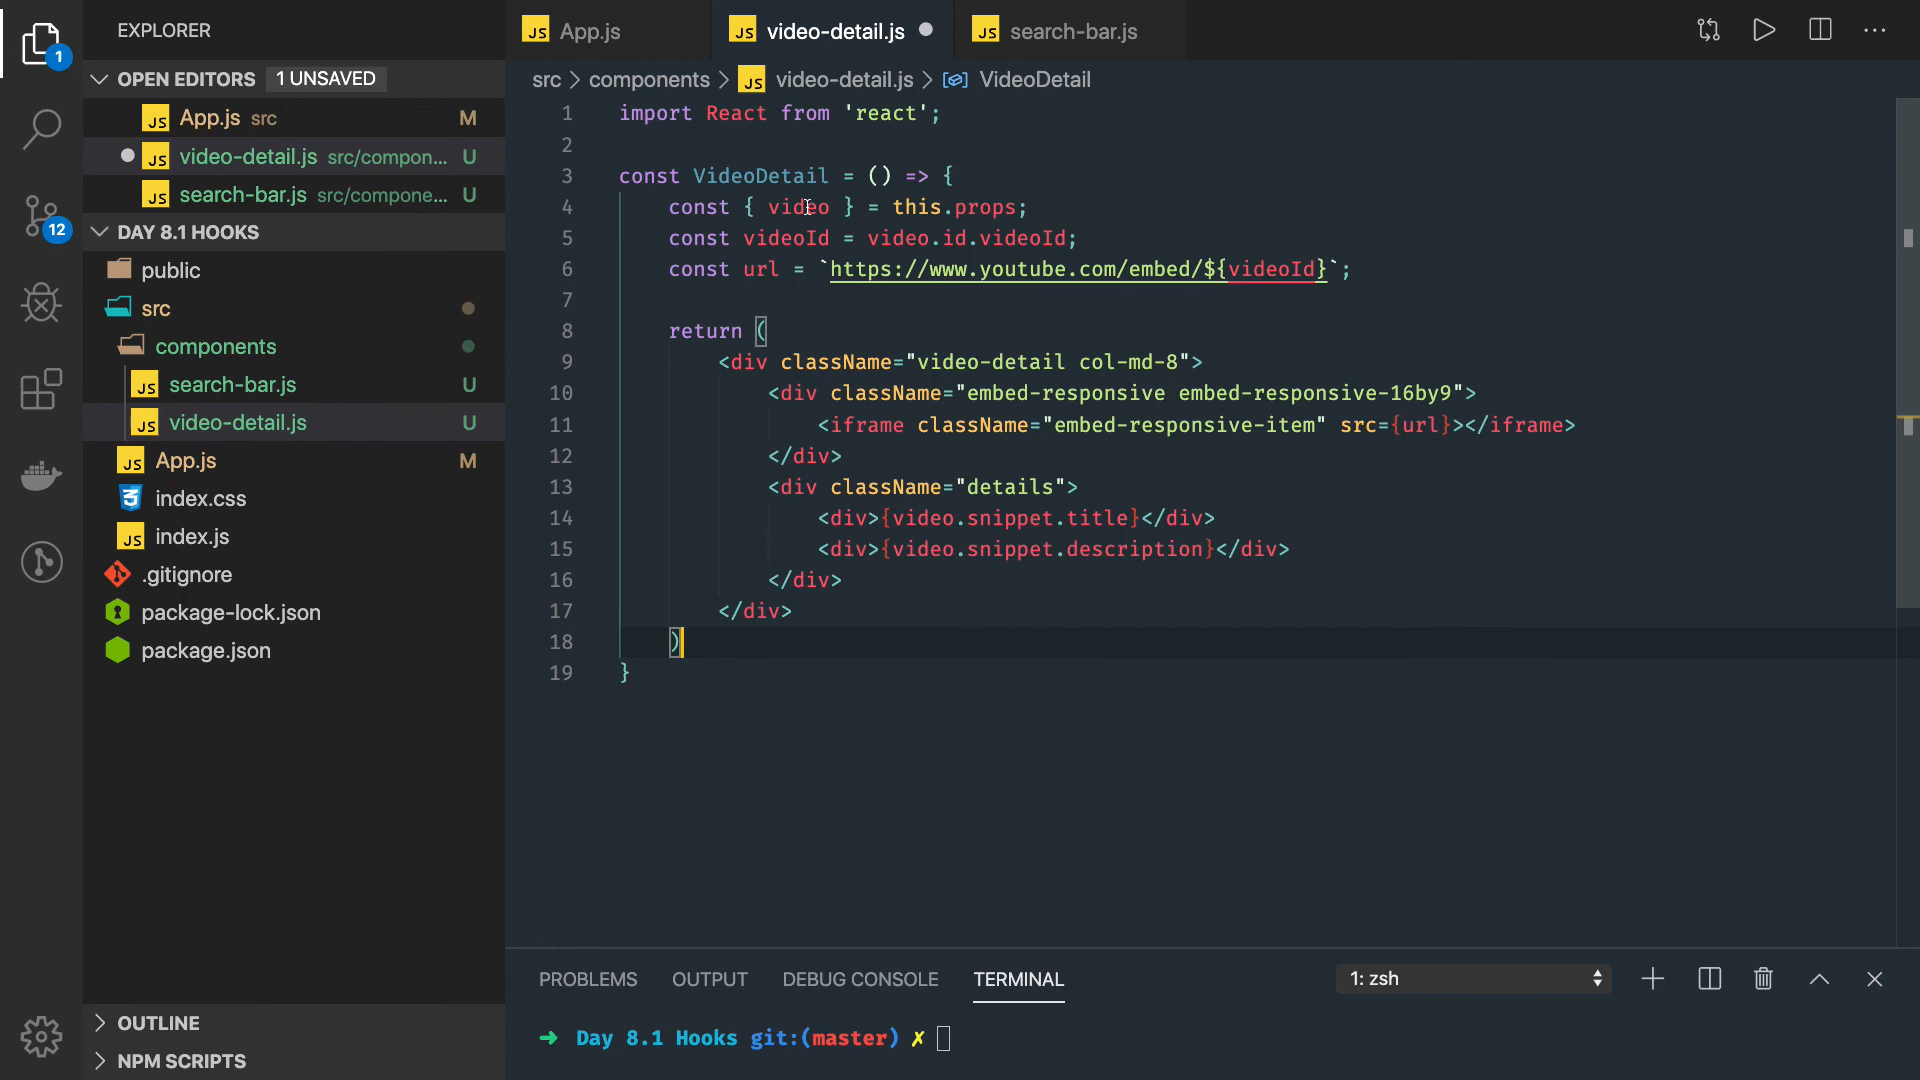 EXPLORER
1
OPEN EDITORS 1 UNSAVED
JS App.js src M
JS video-detail.js src/compon... U
JS search-bar.js src/compone... U
12
DAY 8.1 HOOKS
public
src
components
JS search-bar.js U
JS video-detail.js U
JS App.js M
index.css
JS index.js
.gitignore
package-lock.json
package.json
OUTLINE
NPM SCRIPTS
JS App.js JS video-detail.js JS search-bar.js
src > components > JS video-detail.js > VideoDetail
1 import React from 'react';
2
3 const VideoDetail = () => {
4 const { video } = this.props;
5 const videoId = video.id.videoId;
6 const url = `https://www.youtube.com/embed/${videoId}`;
7
8 return (
9 <div className="video-detail col-md-8">
10 <div className="embed-responsive embed-responsive-16by9">
11 <iframe className="embed-responsive-item" src={url}></iframe>
12 </div>
13 <div className="details">
14 <div>{video.snippet.title}</div>
15 <div>{video.snippet.description}</div>
16 </div>
17 </div>
18 )
19 }
PROBLEMS OUTPUT DEBUG CONSOLE TERMINAL 1: zsh
➜ Day 8.1 Hooks git:(master) ✗